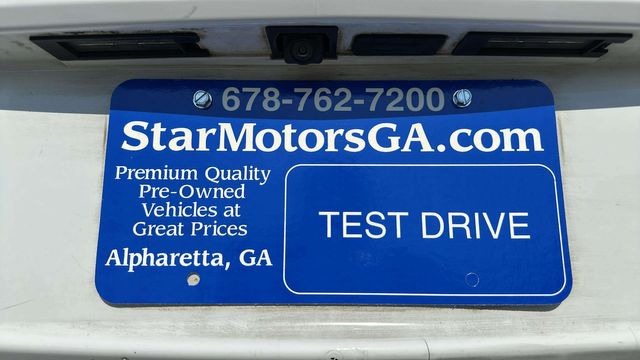 678-762-7200
StarMotorsGA.com
Premium Quality
Pre-Owned
Vehicles at
Great Prices
Alpharetta, GA
TEST DRIVE